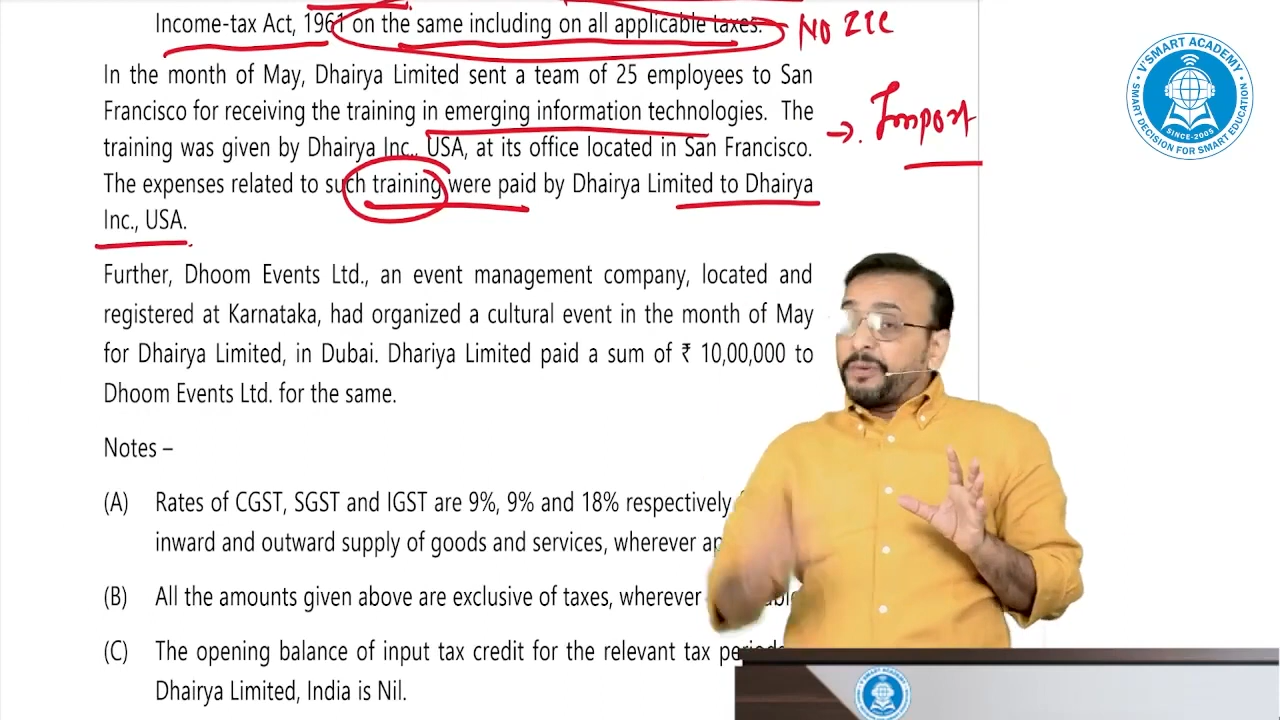 Income-tax Act, 1961 on the same including on all applicable taxes.
NO ITC
In the month of May, Dhairya Limited sent a team of 25 employees to San
Francisco for receiving the training in emerging information technologies. The
training was given by Dhairya Inc., USA, at its office located in San Francisco.
Import
The expenses related to such training were paid by Dhairya Limited to Dhairya
Inc., USA.
Further, Dhoom Events Ltd., an event management company, located and
registered at Karnataka, had organized a cultural event in the month of May
for Dhairya Limited, in Dubai. Dhariya Limited paid a sum of ₹ 10,00,000 to
Dhoom Events Ltd. for the same.
Notes –
(A) Rates of CGST, SGST and IGST are 9%, 9% and 18% respectively
inward and outward supply of goods and services, wherever
(B) All the amounts given above are exclusive of taxes, wherever
(C) The opening balance of input tax credit for the relevant tax
Dhairya Limited, India is Nil.
V'SMART ACADEMY
SMART DECISION FOR SMART EDUCATION
SINCE-2005